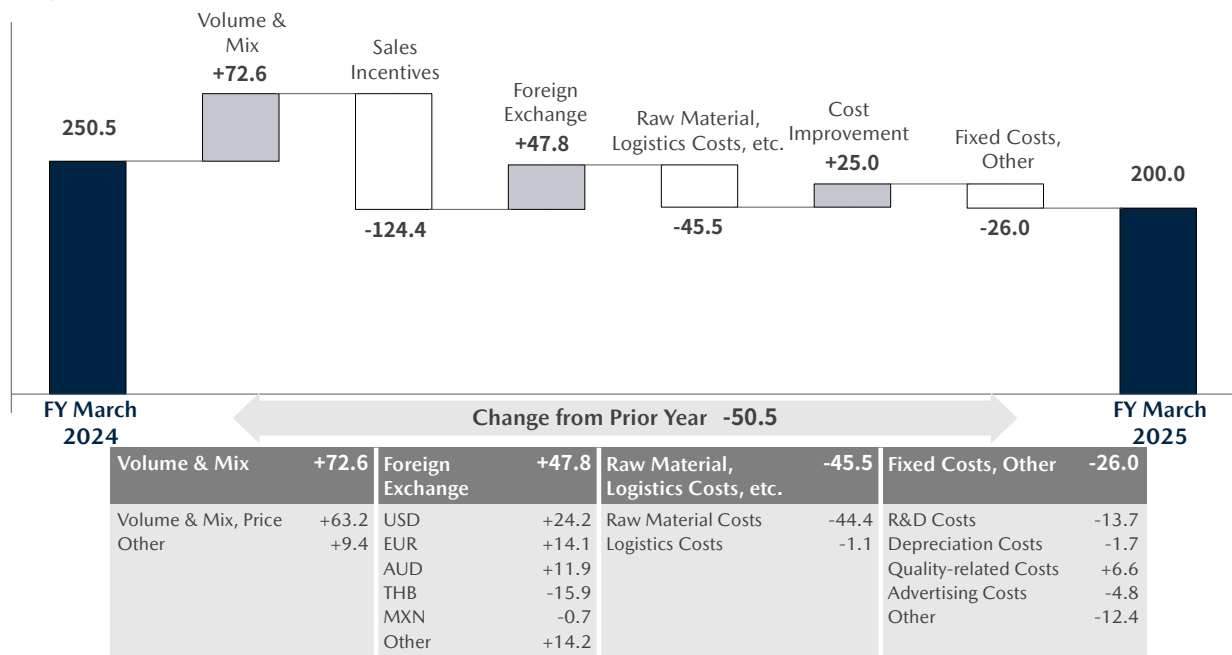 Volume &
Mix
+72.6
Sales
Incentives
-124.4
250.5
Foreign
Exchange
+47.8
Raw Material,
Logistics Costs, etc.
-45.5
Cost
Improvement
+25.0
Fixed Costs,
Other
-26.0
200.0
FY March
2024
Change from Prior Year -50.5
FY March
2025
Volume & Mix +72.6
Volume & Mix, Price +63.2
Other +9.4
Foreign +47.8
Exchange
USD +24.2
EUR +14.1
AUD +11.9
THB -15.9
MXN -0.7
Other +14.2
Raw Material, -45.5
Logistics Costs, etc.
Raw Material Costs -44.4
Logistics Costs -1.1
Fixed Costs, Other -26.0
R&D Costs -13.7
Depreciation Costs -1.7
Quality-related Costs +6.6
Advertising Costs -4.8
Other -12.4